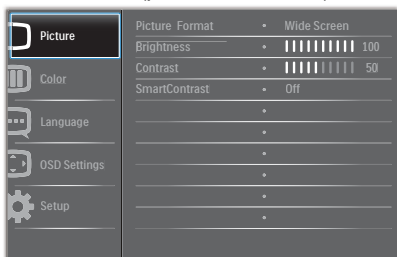 Picture
Color
Language
OSD Settings
Setup
Picture Format • Wide Screen
Brightness • 100
Contrast • 50
SmartContrast • Off
•
•
•
•
•